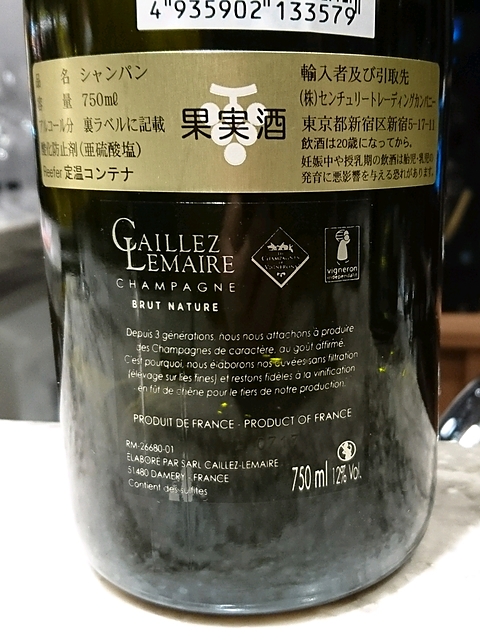 4 935902 133579
品 名 シャンパン
容 量 750mℓ
アルコール分 裏ラベルに記載
酸化防止剤(亜硫酸塩)
Reefer 定温コンテナ
果実酒
輸入者及び引取先
(株)センチュリートレーディングカンパニー
東京都新宿区新宿5-17-11
飲酒は20歳になってから。
妊娠中や授乳期の飲酒は胎児・乳児の
発育に悪影響を与える恐れがあります。
CAILLEZ
LEMAIRE
CHAMPAGNE
BRUT NATURE
CHAMPAGNES
VIGNERONS
vigneron
indépendant
Depuis 3 générations, nous nous attachons à produire
des Champagnes de caractère, au goût affirmé.
C'est pourquoi, nous élaborons nos cuvées sans filtration
(élevage sur lies fines) et restons fidèles à la vinification
en fût de chêne pour le tiers de notre production.
PRODUIT DE FRANCE - PRODUCT OF FRANCE
RM-26680-01
ELABORÉ PAR SARL CAILLEZ-LEMAIRE
51480 DAMERY - FRANCE
Contient des sulfites
750 ml 12% Vol.